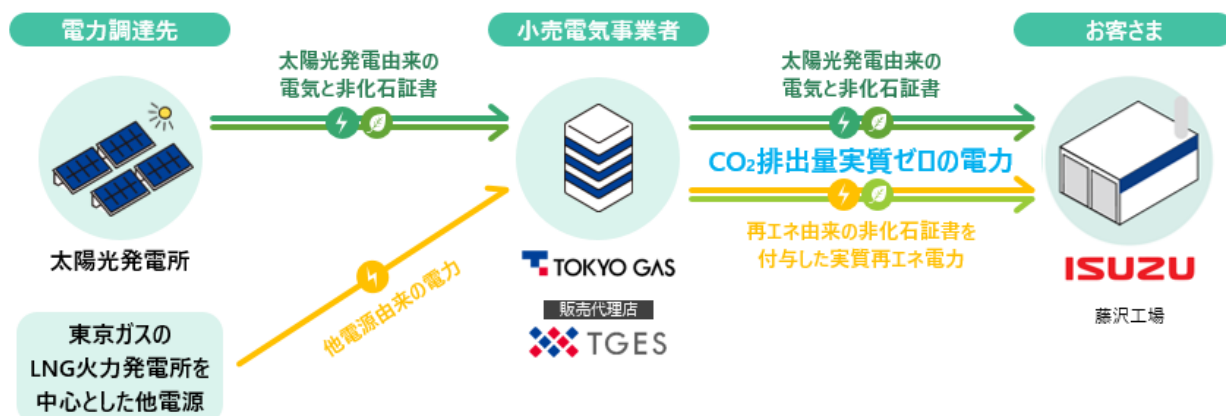 電力調達先
小売電気事業者
お客さま
太陽光発電由来の
電気と非化石証書
太陽光発電由来の
電気と非化石証書
CO₂排出量実質ゼロの電力
太陽光発電所
他電源由来の電力
TOKYO GAS
再エネ由来の非化石証書を
付与した実質再エネ電力
ISUZU
藤沢工場
販売代理店
TGES
東京ガスの
LNG火力発電所を
中心とした他電源